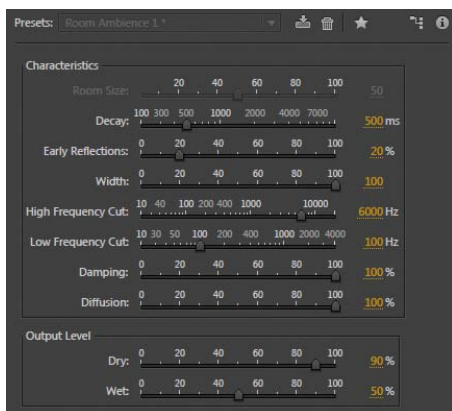 Presets: Room Ambience 1 *
Characteristics
20 40 60 80 100
Room Size: 50
100 300 500 1000 2000 4000 7000
Decay: 500 ms
0 20 40 60 80 100
Early Reflections: 20 %
0 20 40 60 80 100
Width: 100
10 40 100 200 400 1000 10000
High Frequency Cut: 6000 Hz
10 30 50 100 200 400 1000 2000 4000
Low Frequency Cut: 100 Hz
0 20 40 60 80 100
Damping: 100 %
0 20 40 60 80 100
Diffusion: 100 %
Output Level
0 20 40 60 80 100
Dry: 90 %
0 20 40 60 80 100
Wet: 50 %